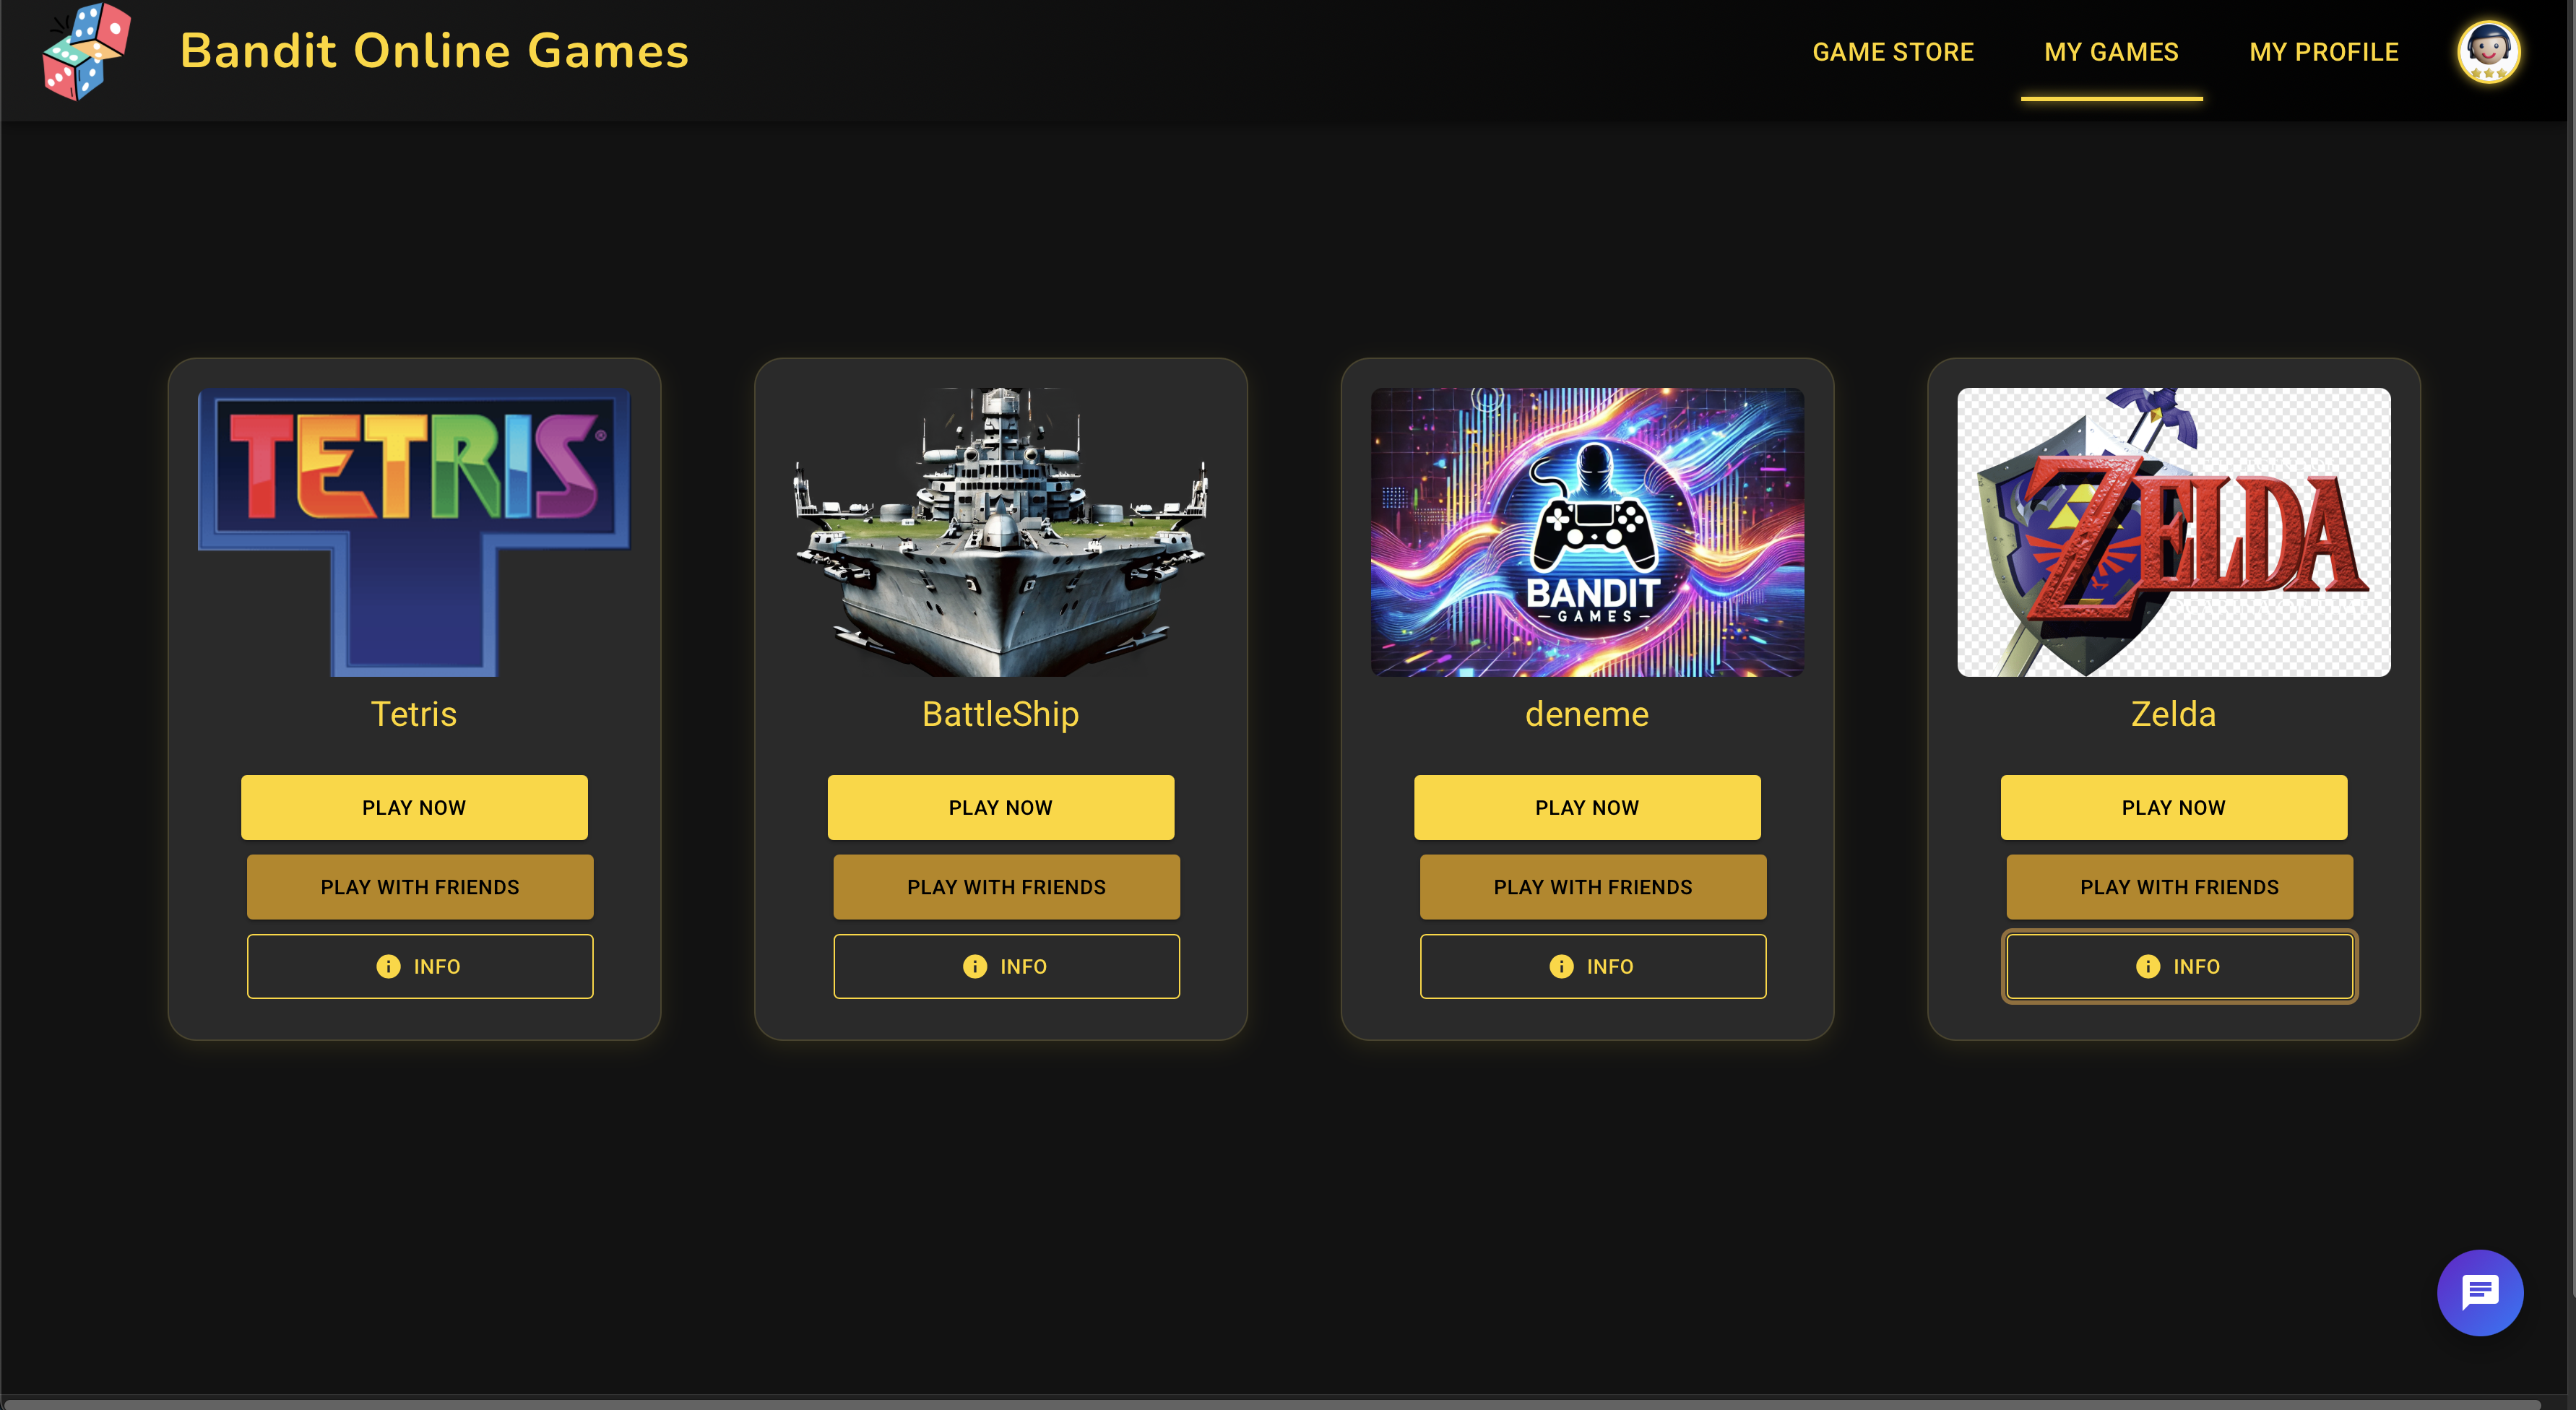 Bandit Online Games
GAME STORE
MY GAMES
MY PROFILE
TETRIS®
BANDIT
GAMES
ZELDA
Tetris
BattleShip
deneme
Zelda
PLAY NOW
PLAY NOW
PLAY NOW
PLAY NOW
PLAY WITH FRIENDS
PLAY WITH FRIENDS
PLAY WITH FRIENDS
PLAY WITH FRIENDS
INFO
INFO
INFO
INFO